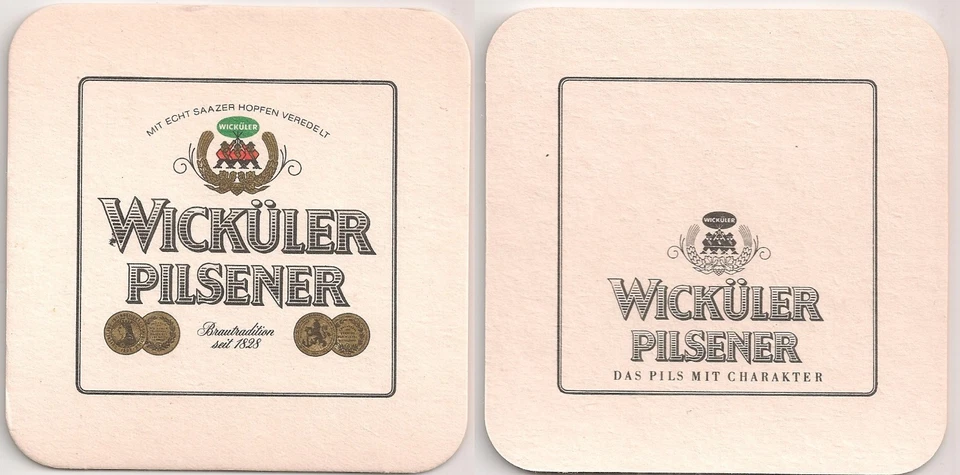 MIT ECHT SAAZER HOPFEN VEREDELT
WICKÜLER
WICKÜLER
PILSENER
Brautradition
seit 1828
WICKÜLER
WICKÜLER
PILSENER
DAS PILS MIT CHARAKTER